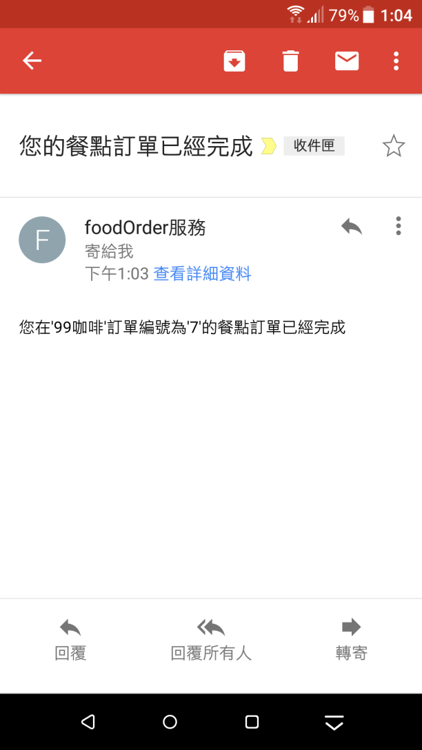 79% 1:04
您的餐點訂單已經完成 收件匣
F
foodOrder服務
寄給我
下午1:03 查看詳細資料
您在'99咖啡'訂單編號為'7'的餐點訂單已經完成
回覆 回覆所有人 轉寄